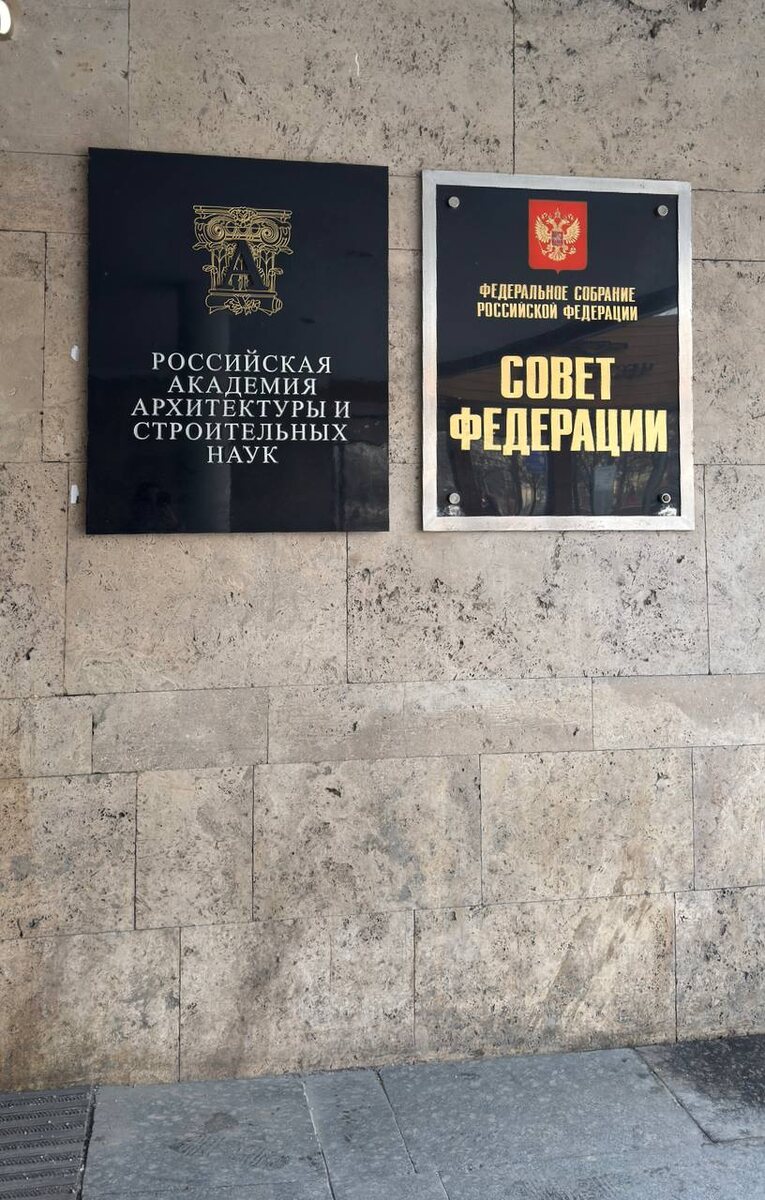 А
РОССИЙСКАЯ
АКАДЕМИЯ
АРХИТЕКТУРЫ И
СТРОИТЕЛЬНЫХ
НАУК
ФЕДЕРАЛЬНОЕ СОБРАНИЕ
РОССИЙСКОЙ ФЕДЕРАЦИИ
СОВЕТ
ФЕДЕРАЦИИ